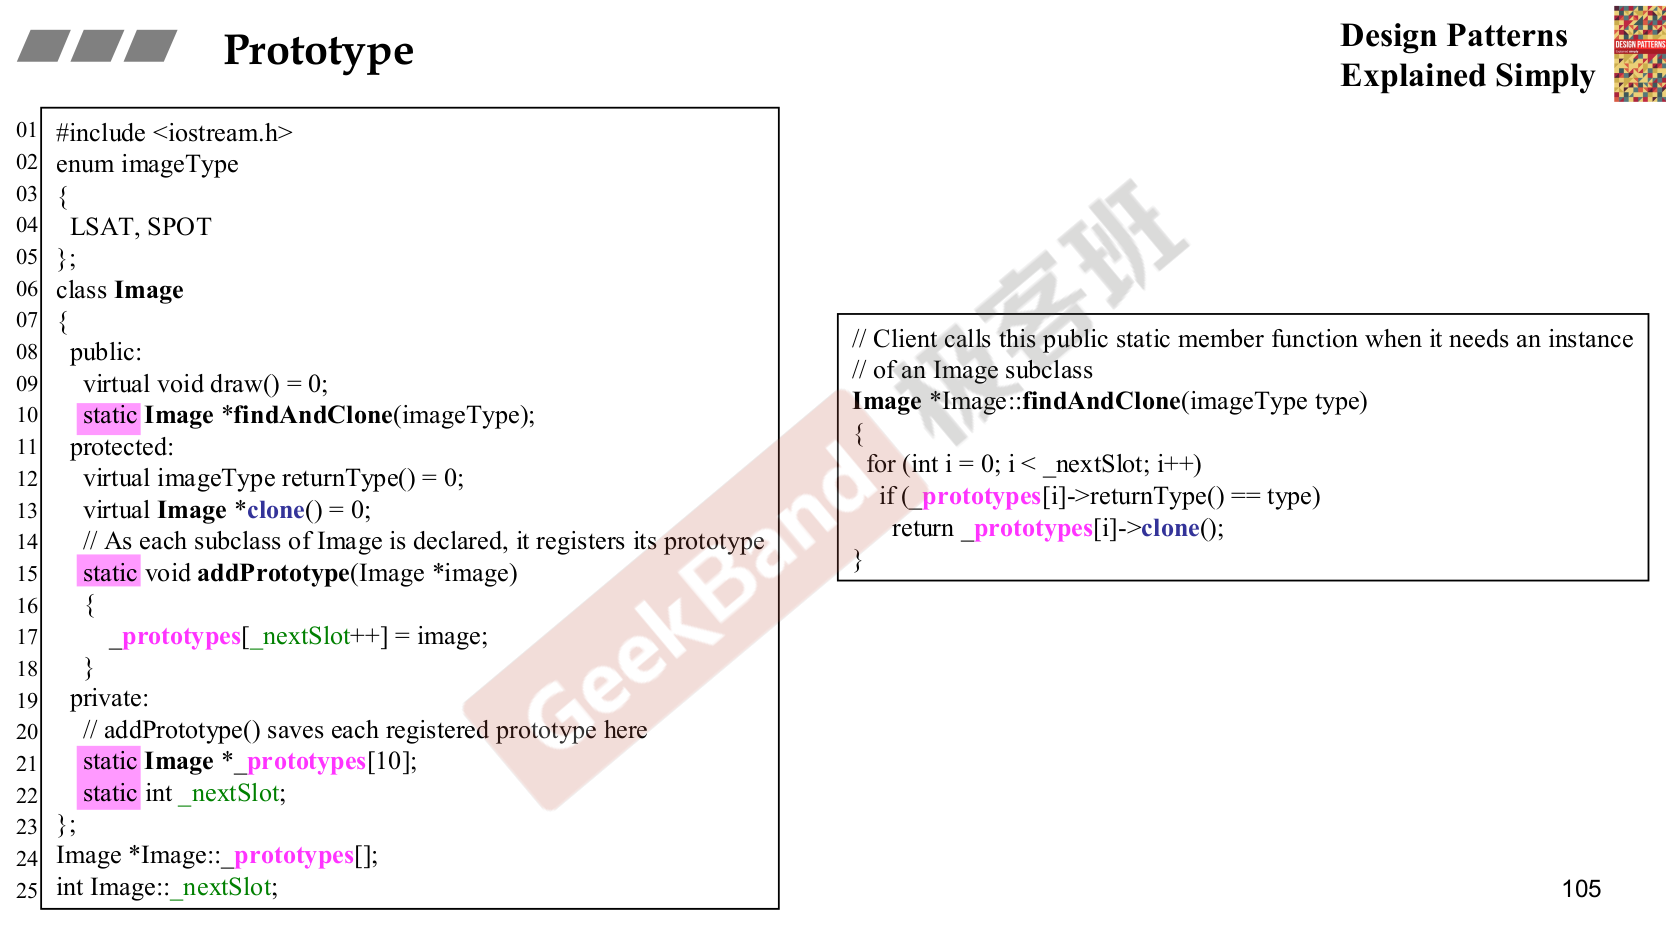 Prototype
Design Patterns
Explained Simply
DESIGN PATTERNS
01 #include <iostream.h>
02 enum imageType
03 {
04 LSAT, SPOT
05 };
06 class Image
07 {
08 public:
09 virtual void draw() = 0;
10 static Image *findAndClone(imageType);
11 protected:
12 virtual imageType returnType() = 0;
13 virtual Image *clone() = 0;
14 // As each subclass of Image is declared, it registers its prototype
15 static void addPrototype(Image *image)
16 {
17 _prototypes[_nextSlot++] = image;
18 }
19 private:
20 // addPrototype() saves each registered prototype here
21 static Image *_prototypes[10];
22 static int _nextSlot;
23 };
24 Image *Image::_prototypes[];
25 int Image::_nextSlot;
// Client calls this public static member function when it needs an instance
// of an Image subclass
Image *Image::findAndClone(imageType type)
{
for (int i = 0; i < _nextSlot; i++)
if (_prototypes[i]->returnType() == type)
return _prototypes[i]->clone();
}
GeekBand 极客班
105